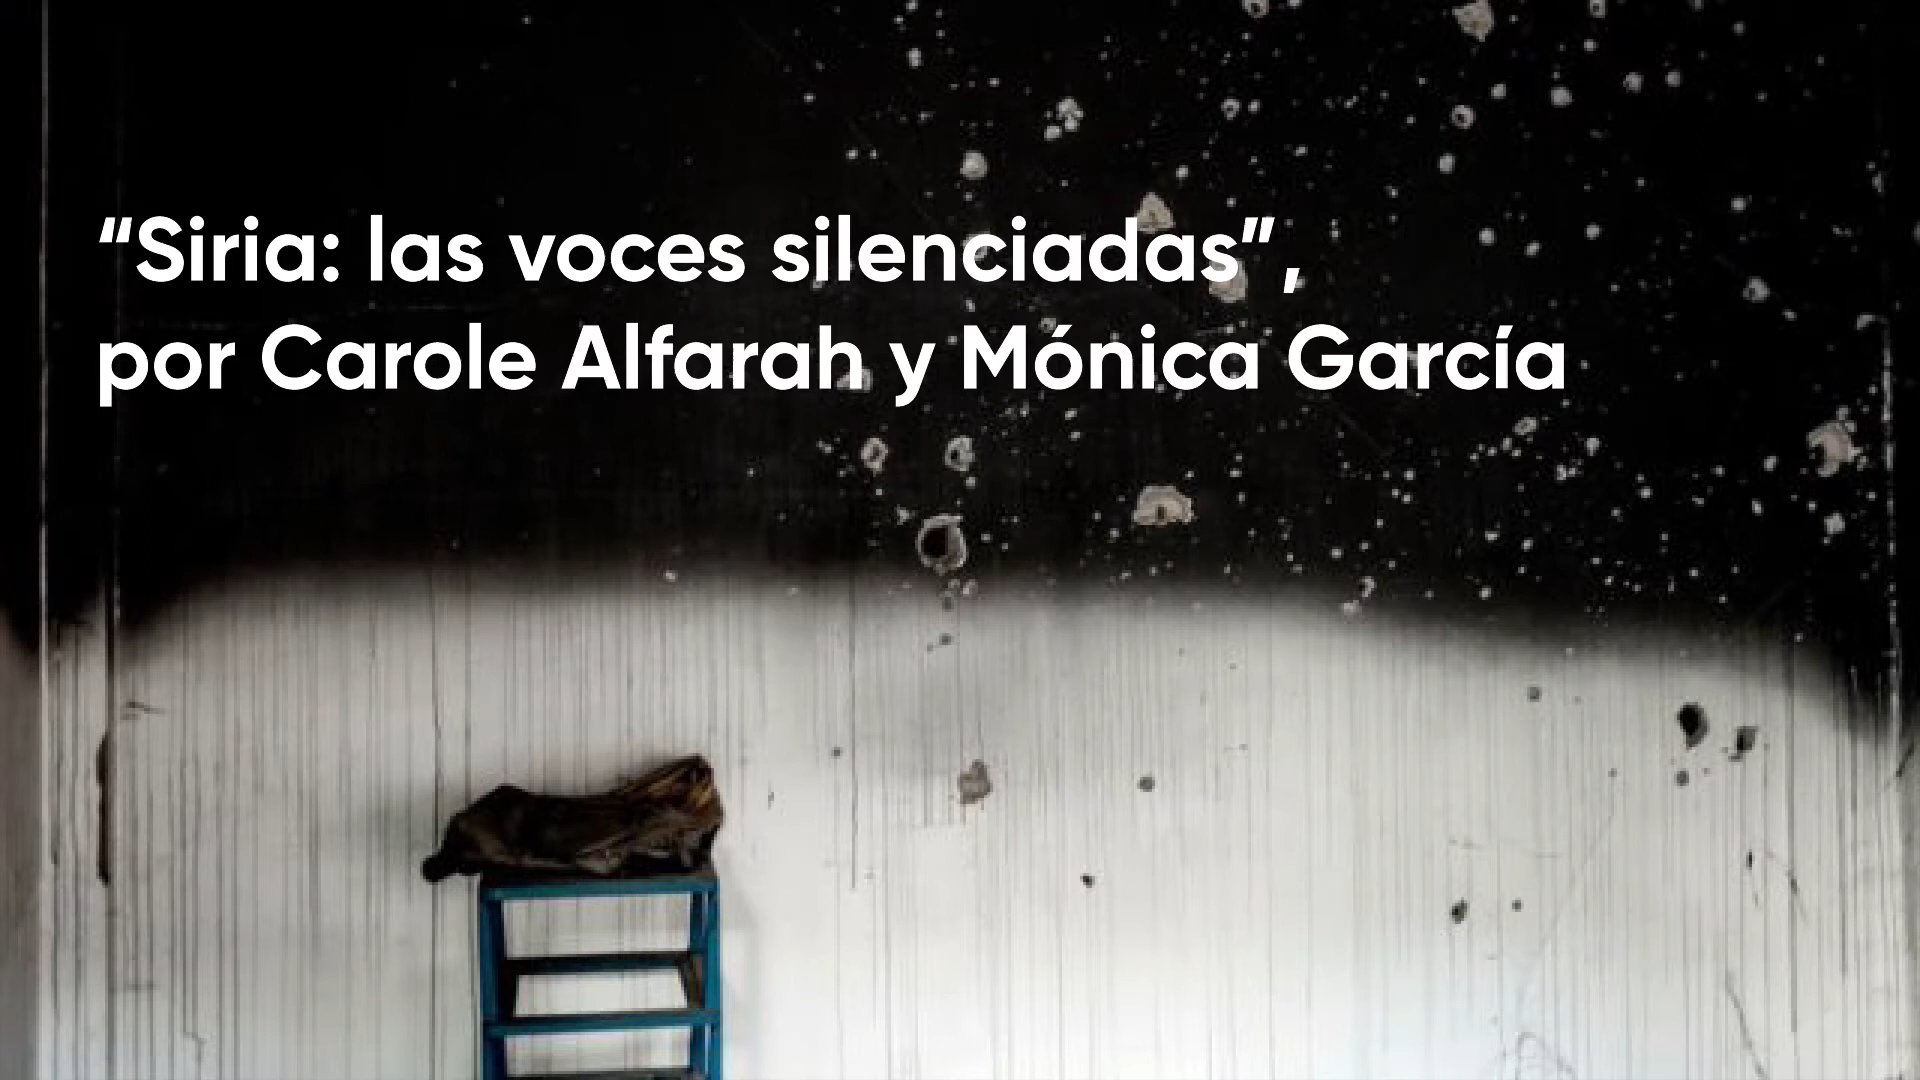 “Siria: las voces silenciadas”,
por Carole Alfarah y Mónica García